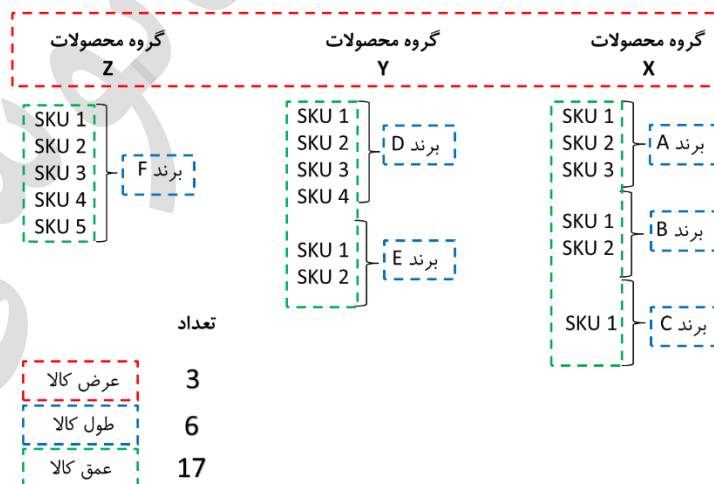 گروه محصولات
X
گروه محصولات
Y
گروه محصولات
Z
SKU 1
SKU 2
SKU 3
برند A
SKU 1
SKU 2
برند B
SKU 1
برند C
SKU 1
SKU 2
SKU 3
SKU 4
برند D
SKU 1
SKU 2
برند E
SKU 1
SKU 2
SKU 3
SKU 4
SKU 5
برند F
تعداد
عرض کالا 3
طول کالا 6
عمق کالا 17